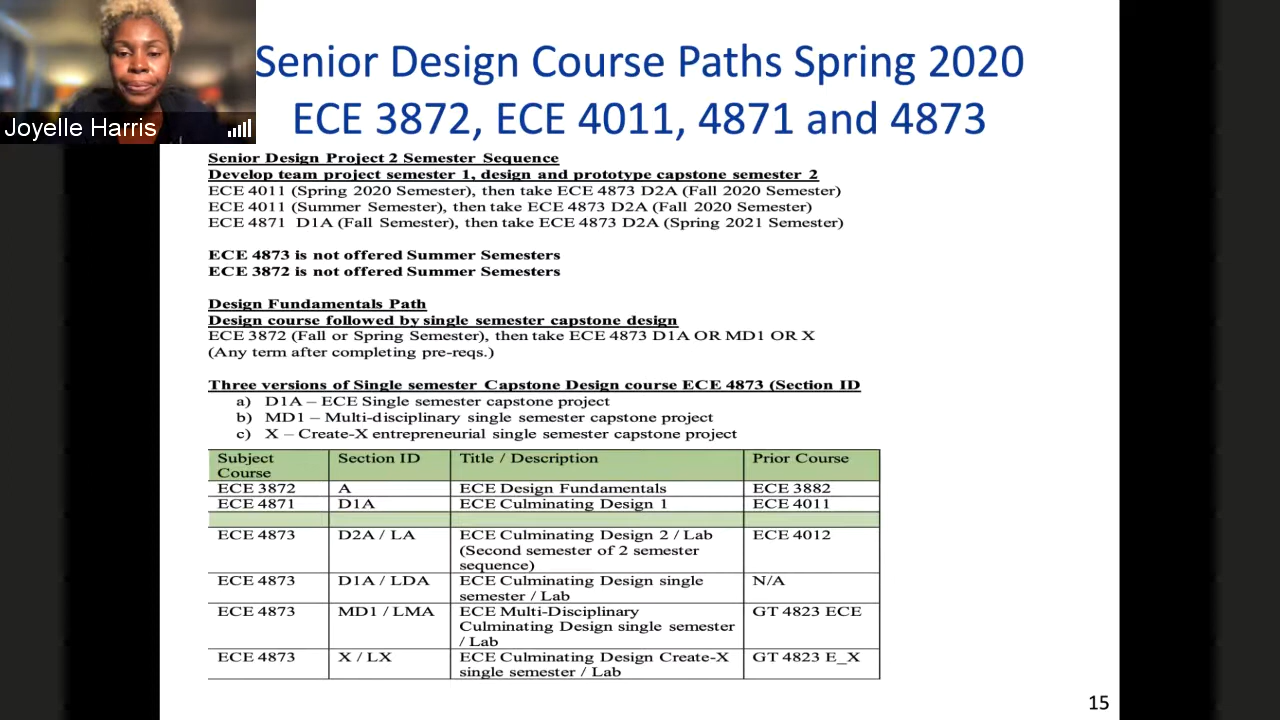 Joyelle Harris
Senior Design Course Paths Spring 2020
ECE 3872, ECE 4011, 4871 and 4873
Senior Design Project 2 Semester Sequence
Develop team project semester 1, design and prototype capstone semester 2
ECE 4011 (Spring 2020 Semester), then take ECE 4873 D2A (Fall 2020 Semester)
ECE 4011 (Summer Semester), then take ECE 4873 D2A (Fall 2020 Semester)
ECE 4871 D1A (Fall Semester), then take ECE 4873 D2A (Spring 2021 Semester)
ECE 4873 is not offered Summer Semesters
ECE 3872 is not offered Summer Semesters
Design Fundamentals Path
Design course followed by single semester capstone design
ECE 3872 (Fall or Spring Semester), then take ECE 4873 D1A OR MD1 OR X
(Any term after completing pre-reqs.)
Three versions of Single semester Capstone Design course ECE 4873 (Section ID
a) D1A – ECE Single semester capstone project
b) MD1 – Multi-disciplinary single semester capstone project
c) X – Create-X entrepreneurial single semester capstone project
Subject Section ID Title / Description Prior Course
Course
ECE 3872 A ECE Design Fundamentals ECE 3882
ECE 4871 D1A ECE Culminating Design 1 ECE 4011
ECE 4873 D2A / LA ECE Culminating Design 2 / Lab ECE 4012
(Second semester of 2 semester
sequence)
ECE 4873 D1A / LDA ECE Culminating Design single N/A
semester / Lab
ECE 4873 MD1 / LMA ECE Multi-Disciplinary GT 4823 ECE
Culminating Design single semester
/ Lab
ECE 4873 X / LX ECE Culminating Design Create-X GT 4823 E_X
single semester / Lab
15